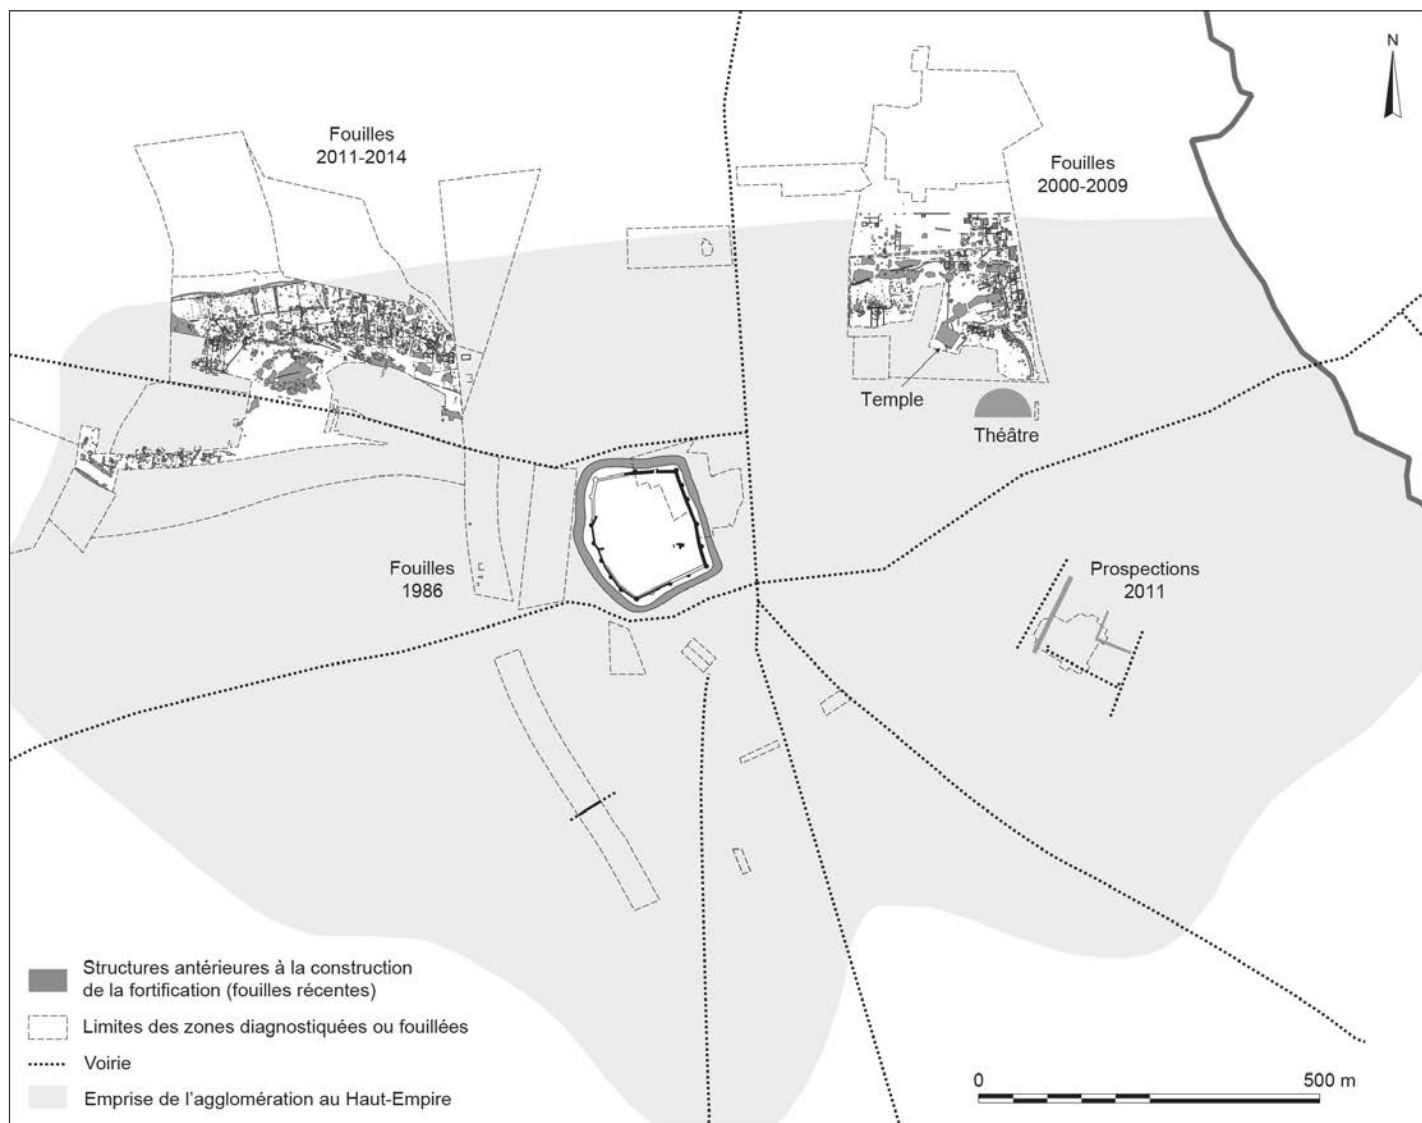 N
Fouilles
2011-2014
Fouilles
2000-2009
Temple
Théâtre
Fouilles
1986
Prospections
2011
Structures antérieures à la construction
de la fortification (fouilles récentes)
Limites des zones diagnostiquées ou fouillées
Voirie
Emprise de l’agglomération au Haut-Empire
0 500 m